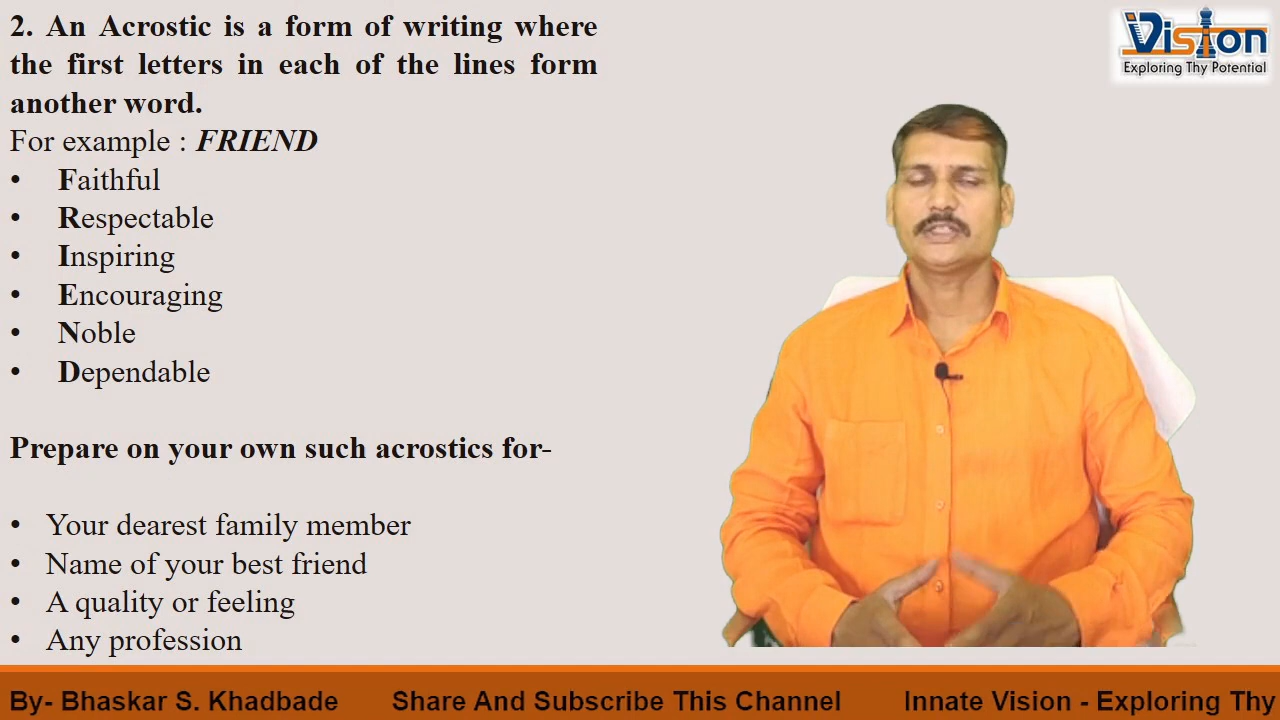 2. An Acrostic is a form of writing where
the first letters in each of the lines form
another word.
For example : FRIEND
• Faithful
• Respectable
• Inspiring
• Encouraging
• Noble
• Dependable
Prepare on your own such acrostics for-
• Your dearest family member
• Name of your best friend
• A quality or feeling
• Any profession
Vision
Exploring Thy Potential
By- Bhaskar S. Khadbade Share And Subscribe This Channel Innate Vision - Exploring Thy